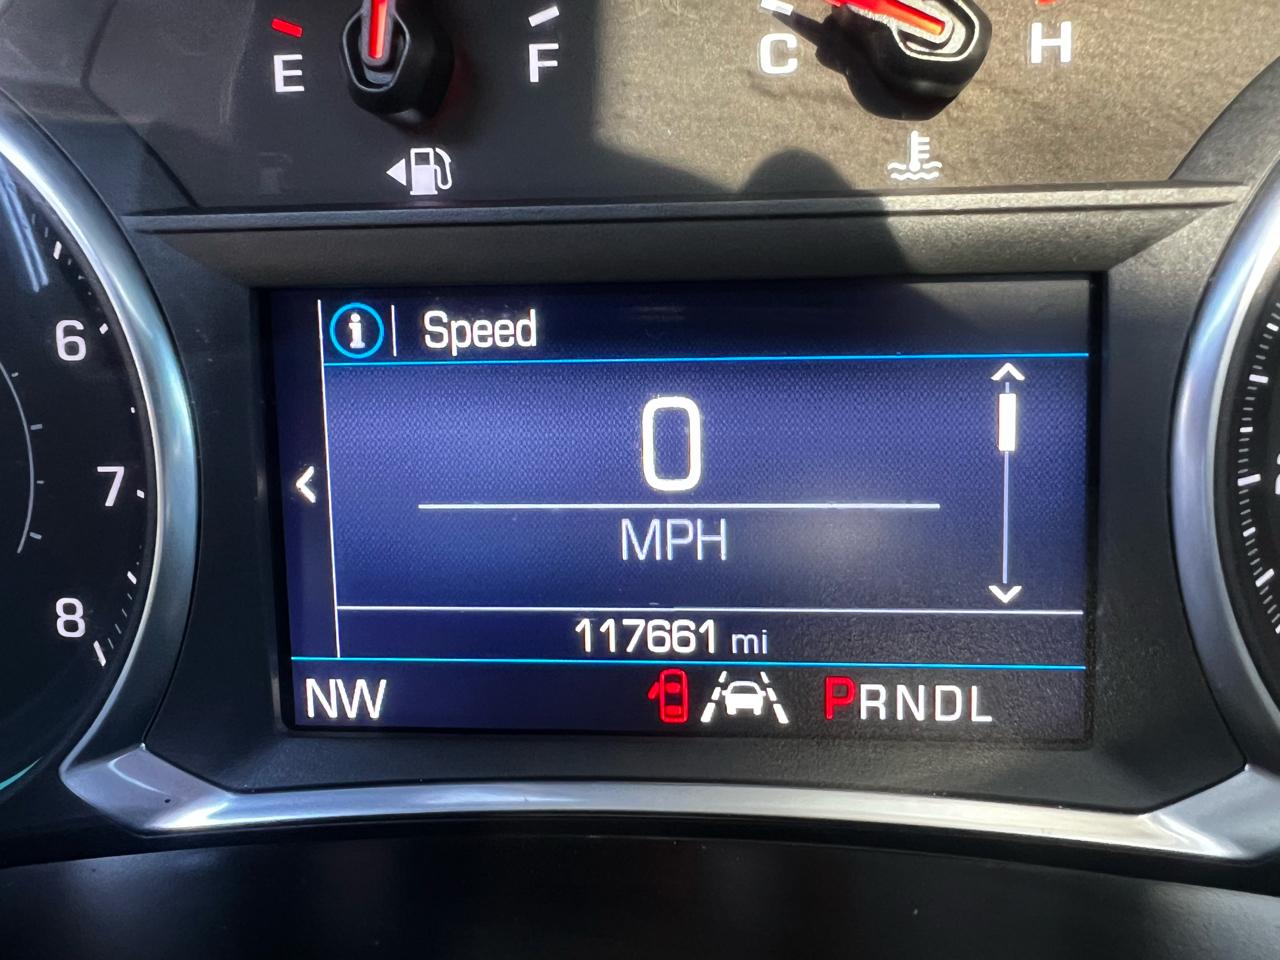 E F C H
6
7
8
i Speed
0
MPH
117661 mi
NW PRNDL